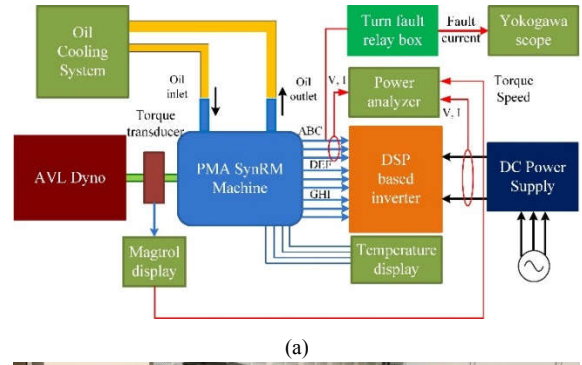 Oil
Cooling
System
Oil
inlet
Oil
outlet
Turn fault
relay box
Fault
current
Yokogawa
scope
Torque
transducer
V, I
Power
analyzer
Torque
Speed
V, I
ABC
DEF
GHI
AVL Dyno
PMA SynRM
Machine
DSP
based
inverter
DC Power
Supply
Magtrol
display
Temperature
display
(a)